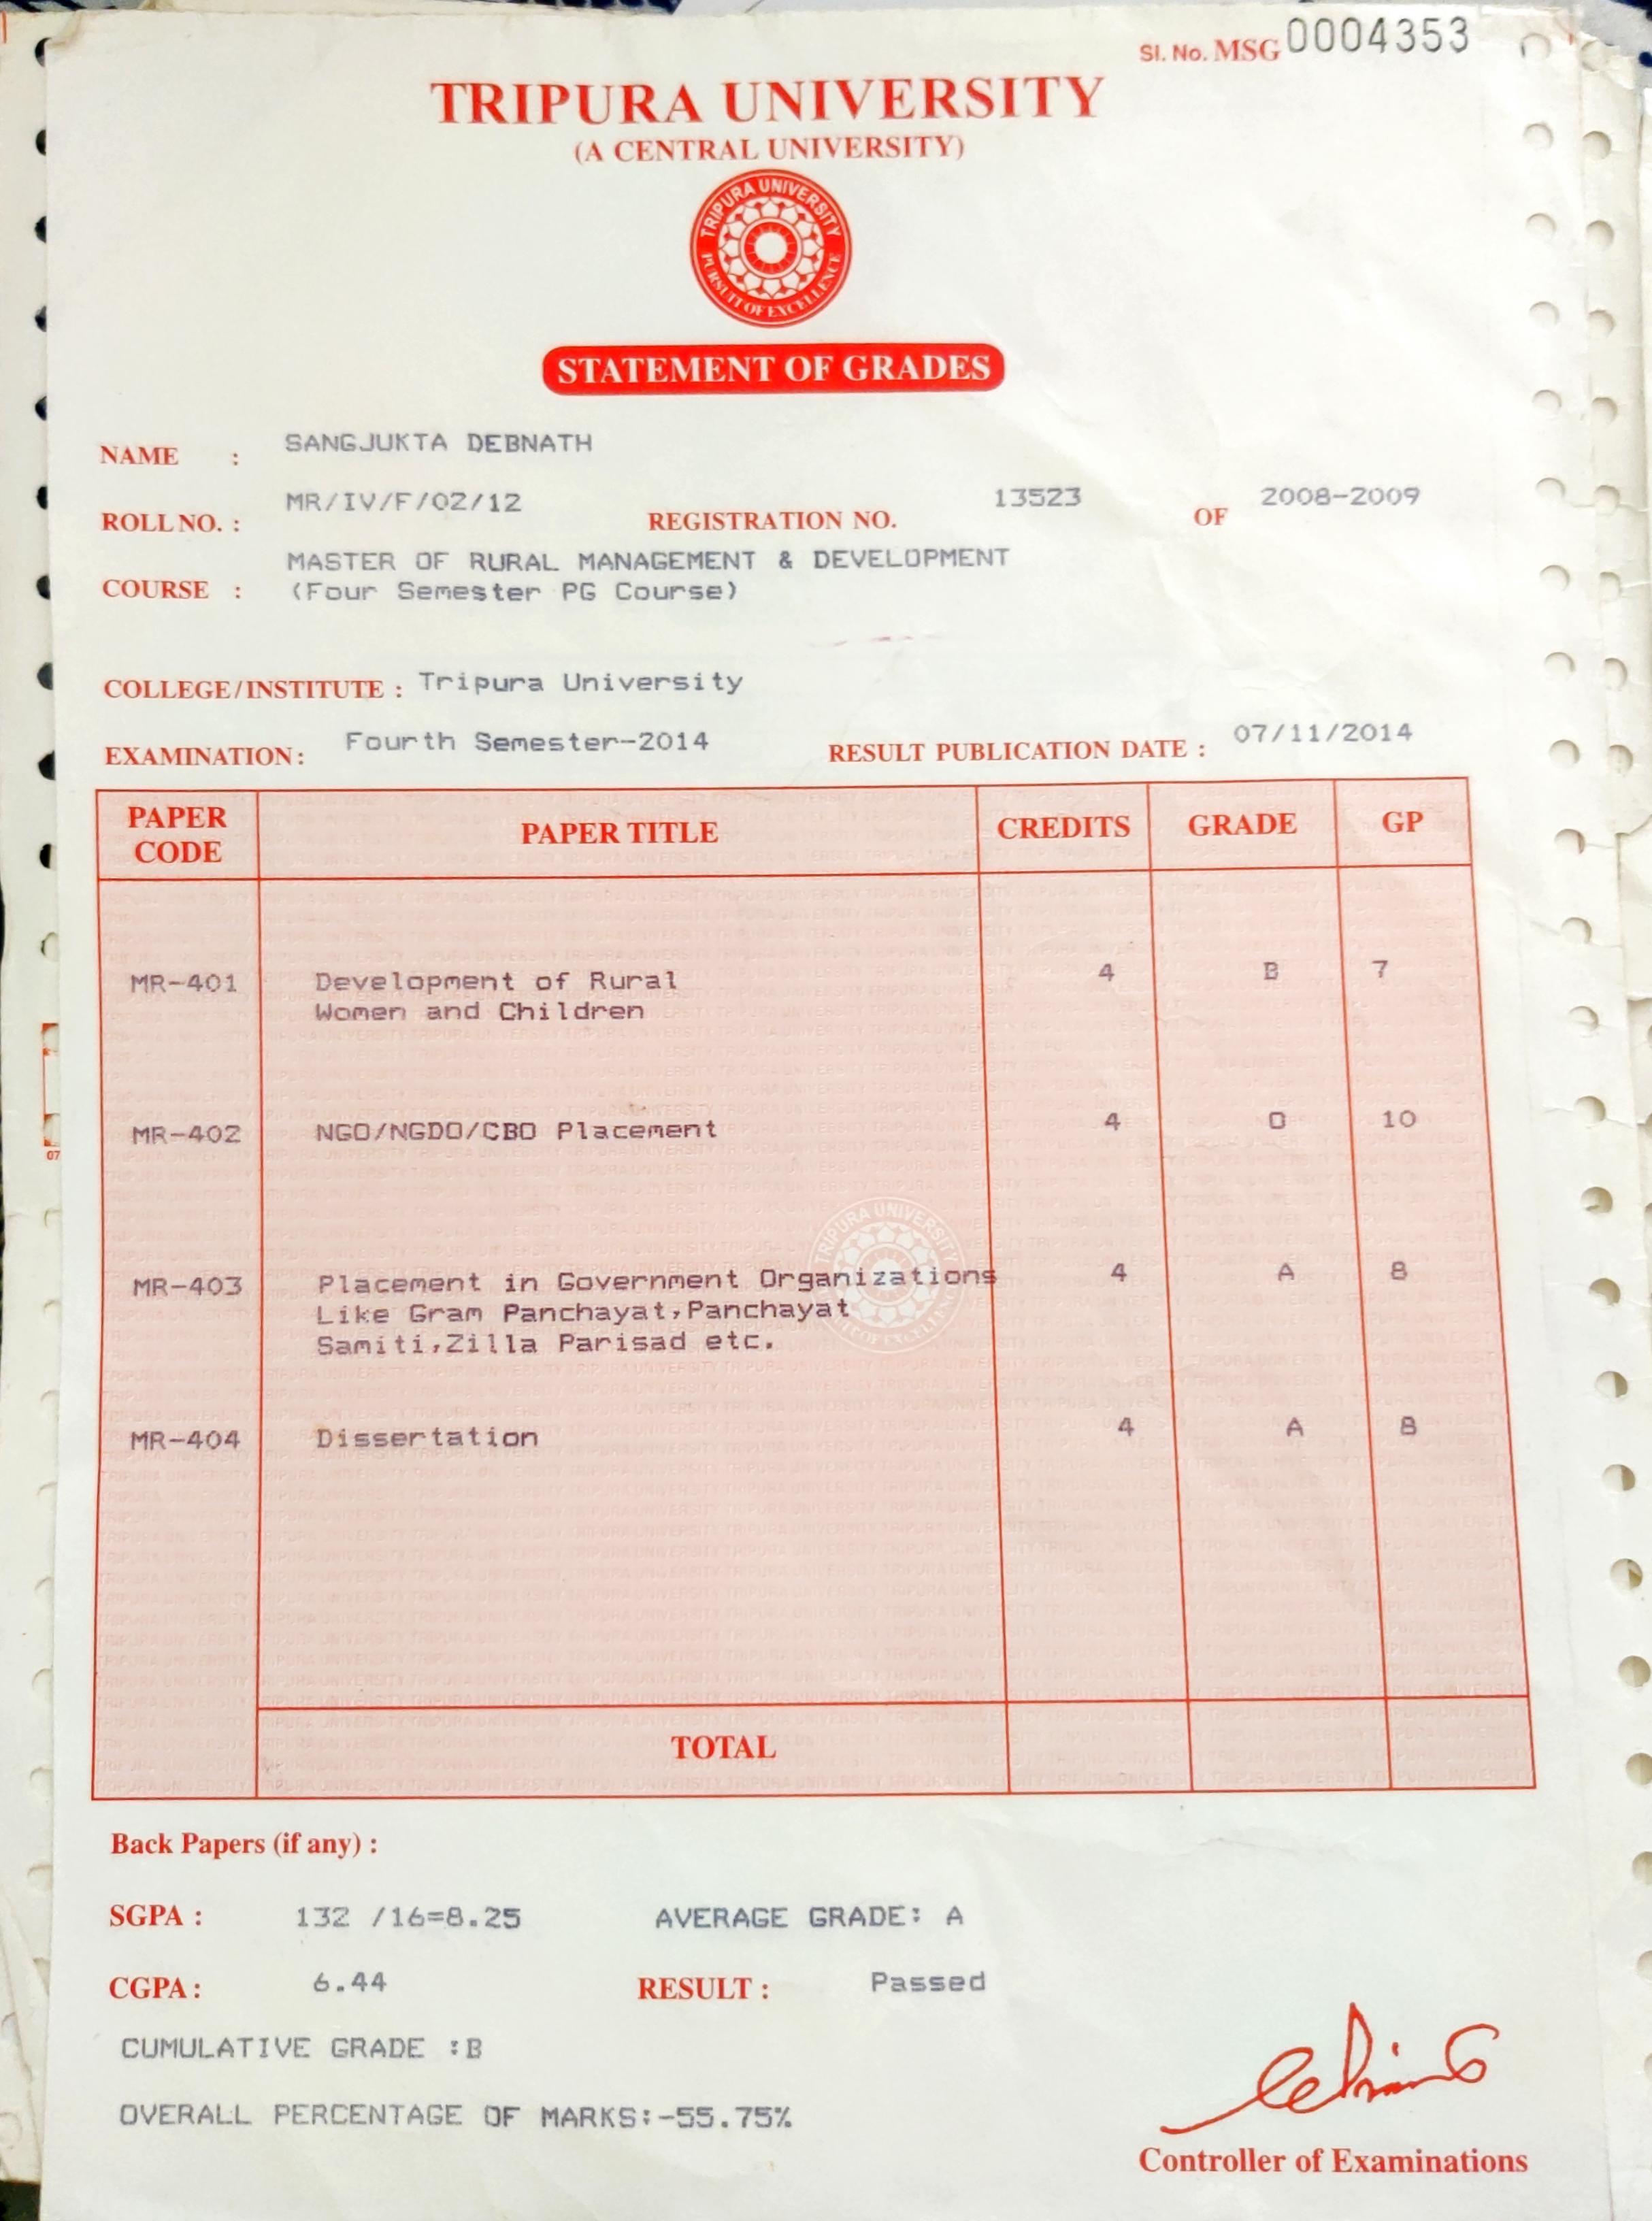 Sl. No. MSG 0004353
TRIPURA UNIVERSITY
(A CENTRAL UNIVERSITY)
TRIPURA UNIVERSITY
PURSUIT OF EXCELLENCE
STATEMENT OF GRADES
NAME : SANGJUKTA DEBNATH
ROLL NO. : MR/IV/F/02/12 REGISTRATION NO. 13523 OF 2008-2009
MASTER OF RURAL MANAGEMENT & DEVELOPMENT
COURSE : (Four Semester PG Course)
COLLEGE/INSTITUTE : Tripura University
EXAMINATION: Fourth Semester-2014 RESULT PUBLICATION DATE : 07/11/2014
PAPER CODE PAPER TITLE CREDITS GRADE GP
MR-401 Development of Rural 4 B 7
Women and Children
MR-402 NGO/NGDO/CBO Placement 4 O 10
MR-403 Placement in Government Organizations 4 A 8
Like Gram Panchayat,Panchayat
Samiti,Zilla Parisad etc.
MR-404 Dissertation 4 A 8
TOTAL
Back Papers (if any) :
SGPA : 132 /16=8.25 AVERAGE GRADE: A
CGPA : 6.44 RESULT : Passed
CUMULATIVE GRADE :B
OVERALL PERCENTAGE OF MARKS:-55.75%
Controller of Examinations